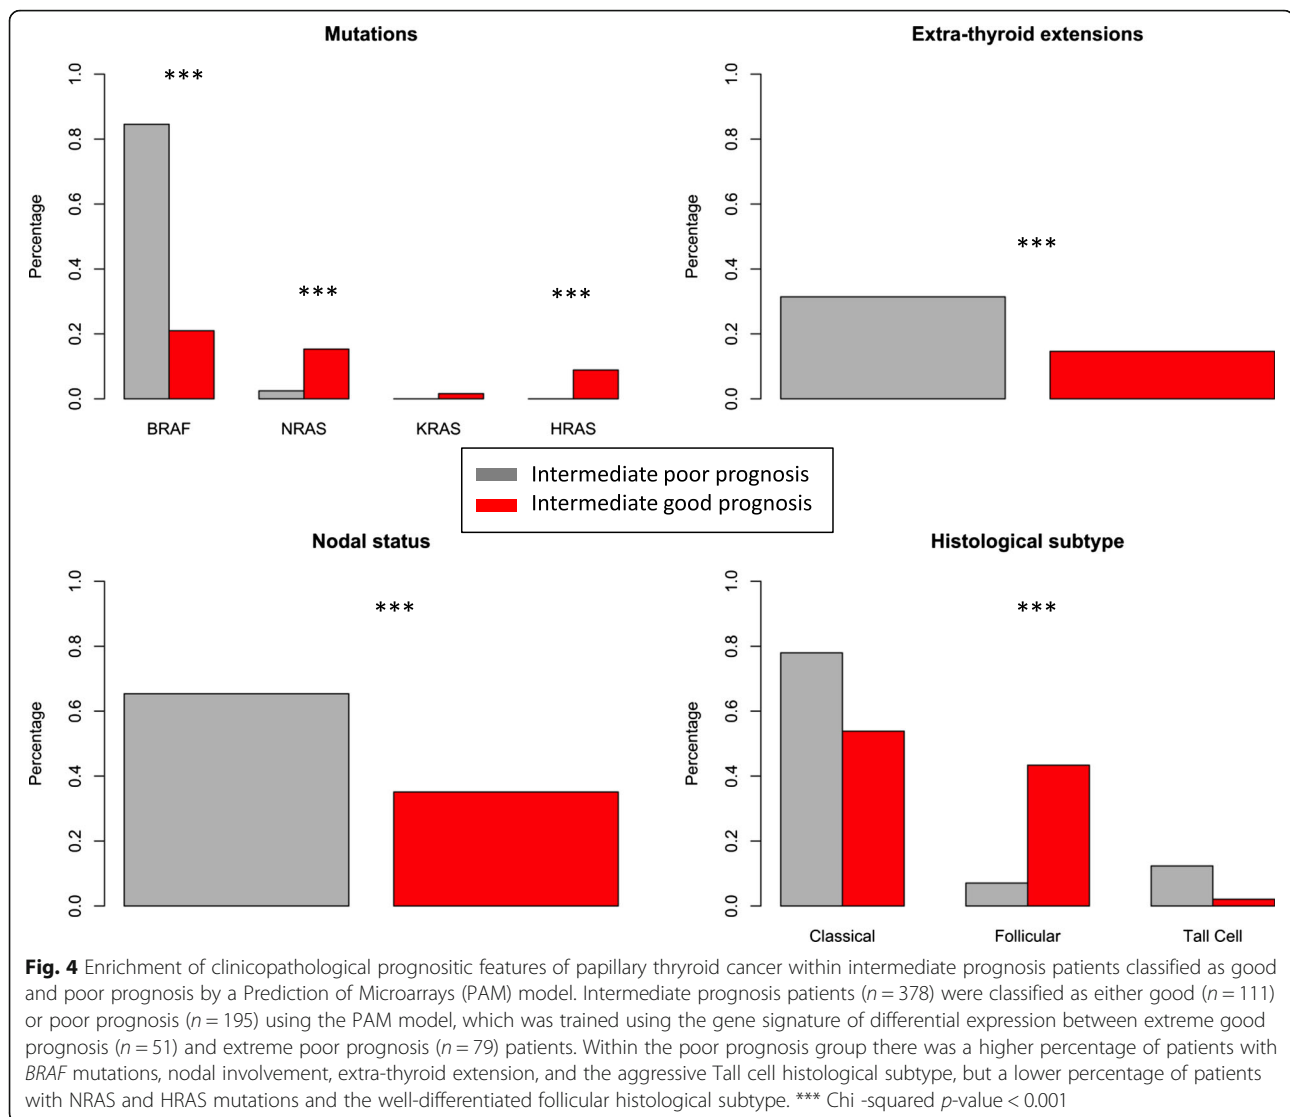 Mutations
***
1.0
0.8
0.6
0.4
0.2
0.0
Percentage
***
***
BRAF NRAS KRAS HRAS
Extra-thyroid extensions
1.0
0.8
0.6
0.4
0.2
0.0
Percentage
***
Intermediate poor prognosis
Intermediate good prognosis
Nodal status
1.0
0.8
0.6
0.4
0.2
0.0
Percentage
***
Histological subtype
1.0
0.8
0.6
0.4
0.2
0.0
Percentage
***
Classical Follicular Tall Cell
Fig. 4 Enrichment of clinicopathological prognositic features of papillary thryroid cancer within intermediate prognosis patients classified as good
and poor prognosis by a Prediction of Microarrays (PAM) model. Intermediate prognosis patients (n = 378) were classified as either good (n = 111)
or poor prognosis (n = 195) using the PAM model, which was trained using the gene signature of differential expression between extreme good
prognosis (n = 51) and extreme poor prognosis (n = 79) patients. Within the poor prognosis group there was a higher percentage of patients with
BRAF mutations, nodal involvement, extra-thyroid extension, and the aggressive Tall cell histological subtype, but a lower percentage of patients
with NRAS and HRAS mutations and the well-differentiated follicular histological subtype. *** Chi -squared p-value < 0.001